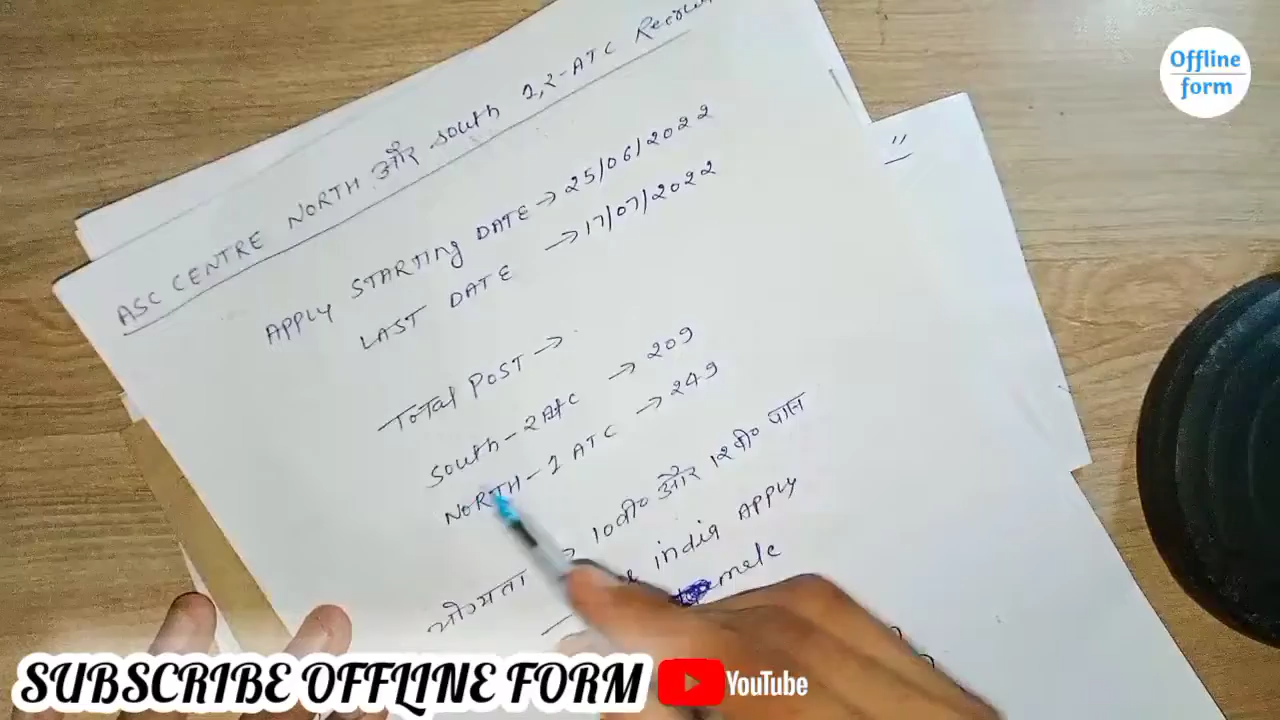 ASC CENTRE NORTH और South 1,2-ATC
APPLY STARTING DATE → 25/06/2022
LAST DATE → 17/07/2022
Total POST →
South - 2 ATC → 209
NORTH - 1 ATC → 249
योग्यता → 10वी० और 12वी० पास
india APPLY
mele
"
Offline
form
SUBSCRIBE OFFLINE FORM YouTube